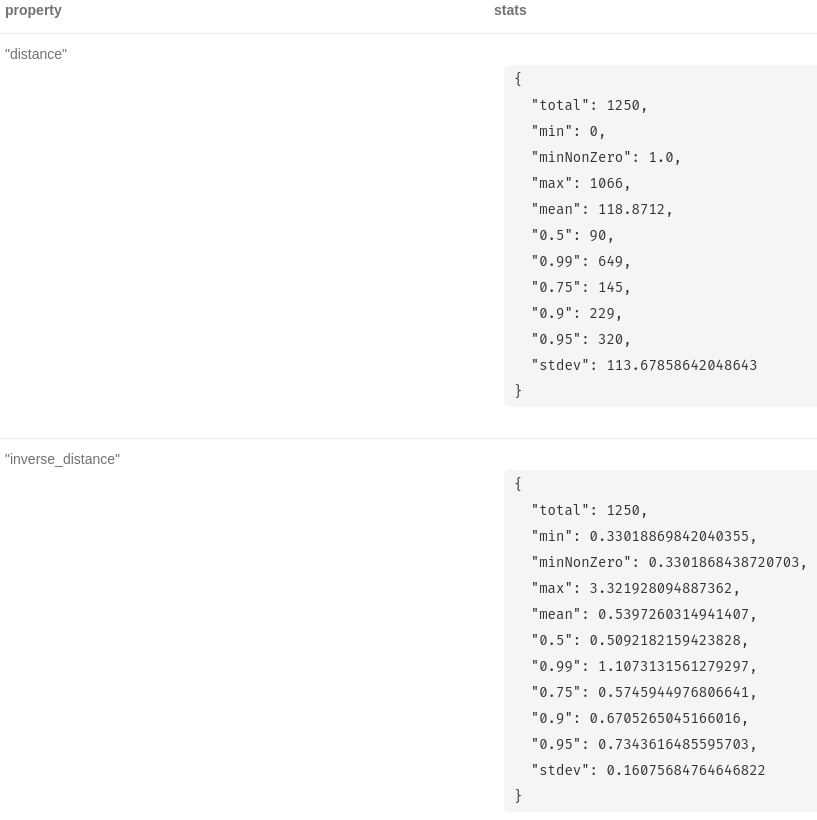 property stats
"distance"
{
"total": 1250,
"min": 0,
"minNonZero": 1.0,
"max": 1066,
"mean": 118.8712,
"0.5": 90,
"0.99": 649,
"0.75": 145,
"0.9": 229,
"0.95": 320,
"stdev": 113.67858642048643
}
"inverse_distance"
{
"total": 1250,
"min": 0.33018869842040355,
"minNonZero": 0.3301868438720703,
"max": 3.321928094887362,
"mean": 0.5397260314941407,
"0.5": 0.5092182159423828,
"0.99": 1.1073131561279297,
"0.75": 0.5745944976806641,
"0.9": 0.6705265045166016,
"0.95": 0.7343616485595703,
"stdev": 0.16075684764646822
}